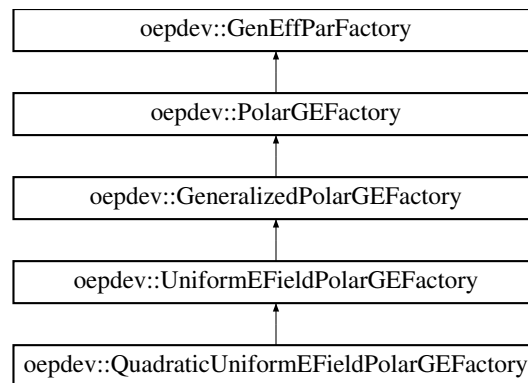 oepdev::GenEffParFactory
oepdev::PolarGEFactory
oepdev::GeneralizedPolarGEFactory
oepdev::UniformEFieldPolarGEFactory
oepdev::QuadraticUniformEFieldPolarGEFactory